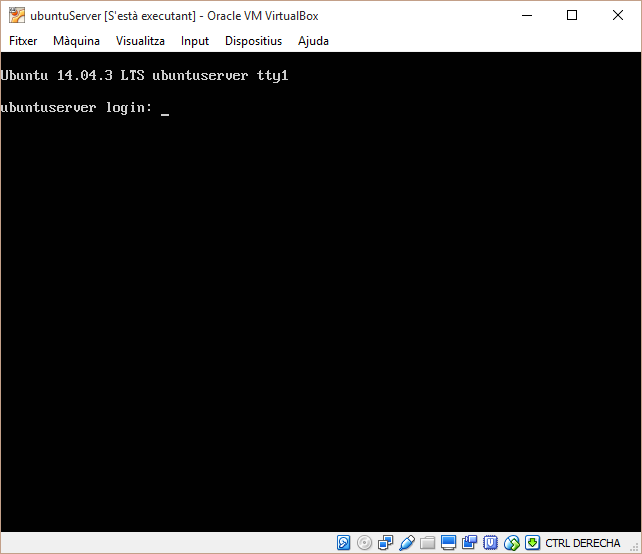 ubuntuServer [S'està executant] - Oracle VM VirtualBox
Fitxer Màquina Visualitza Input Dispositius Ajuda
Ubuntu 14.04.3 LTS ubuntuserver tty1
ubuntuserver login: _
CTRL DERECHA